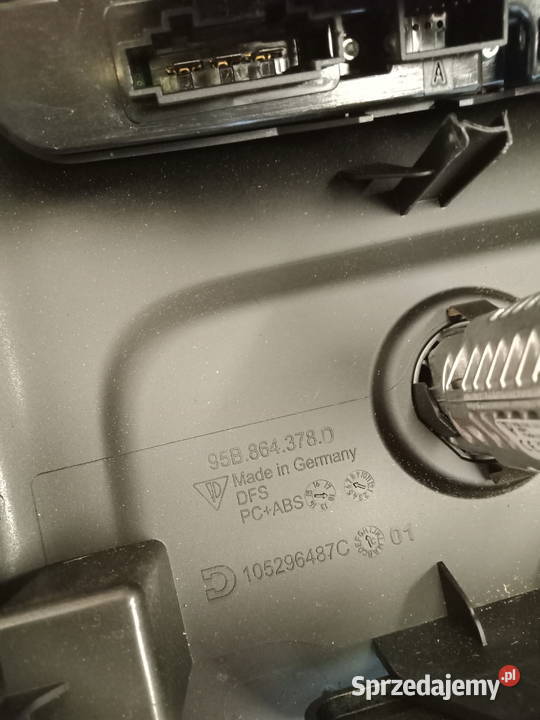 A
95B.864.378.D
Made in Germany
DFS
PC+ABS
105296487C 01
Sprzedajemy.pl